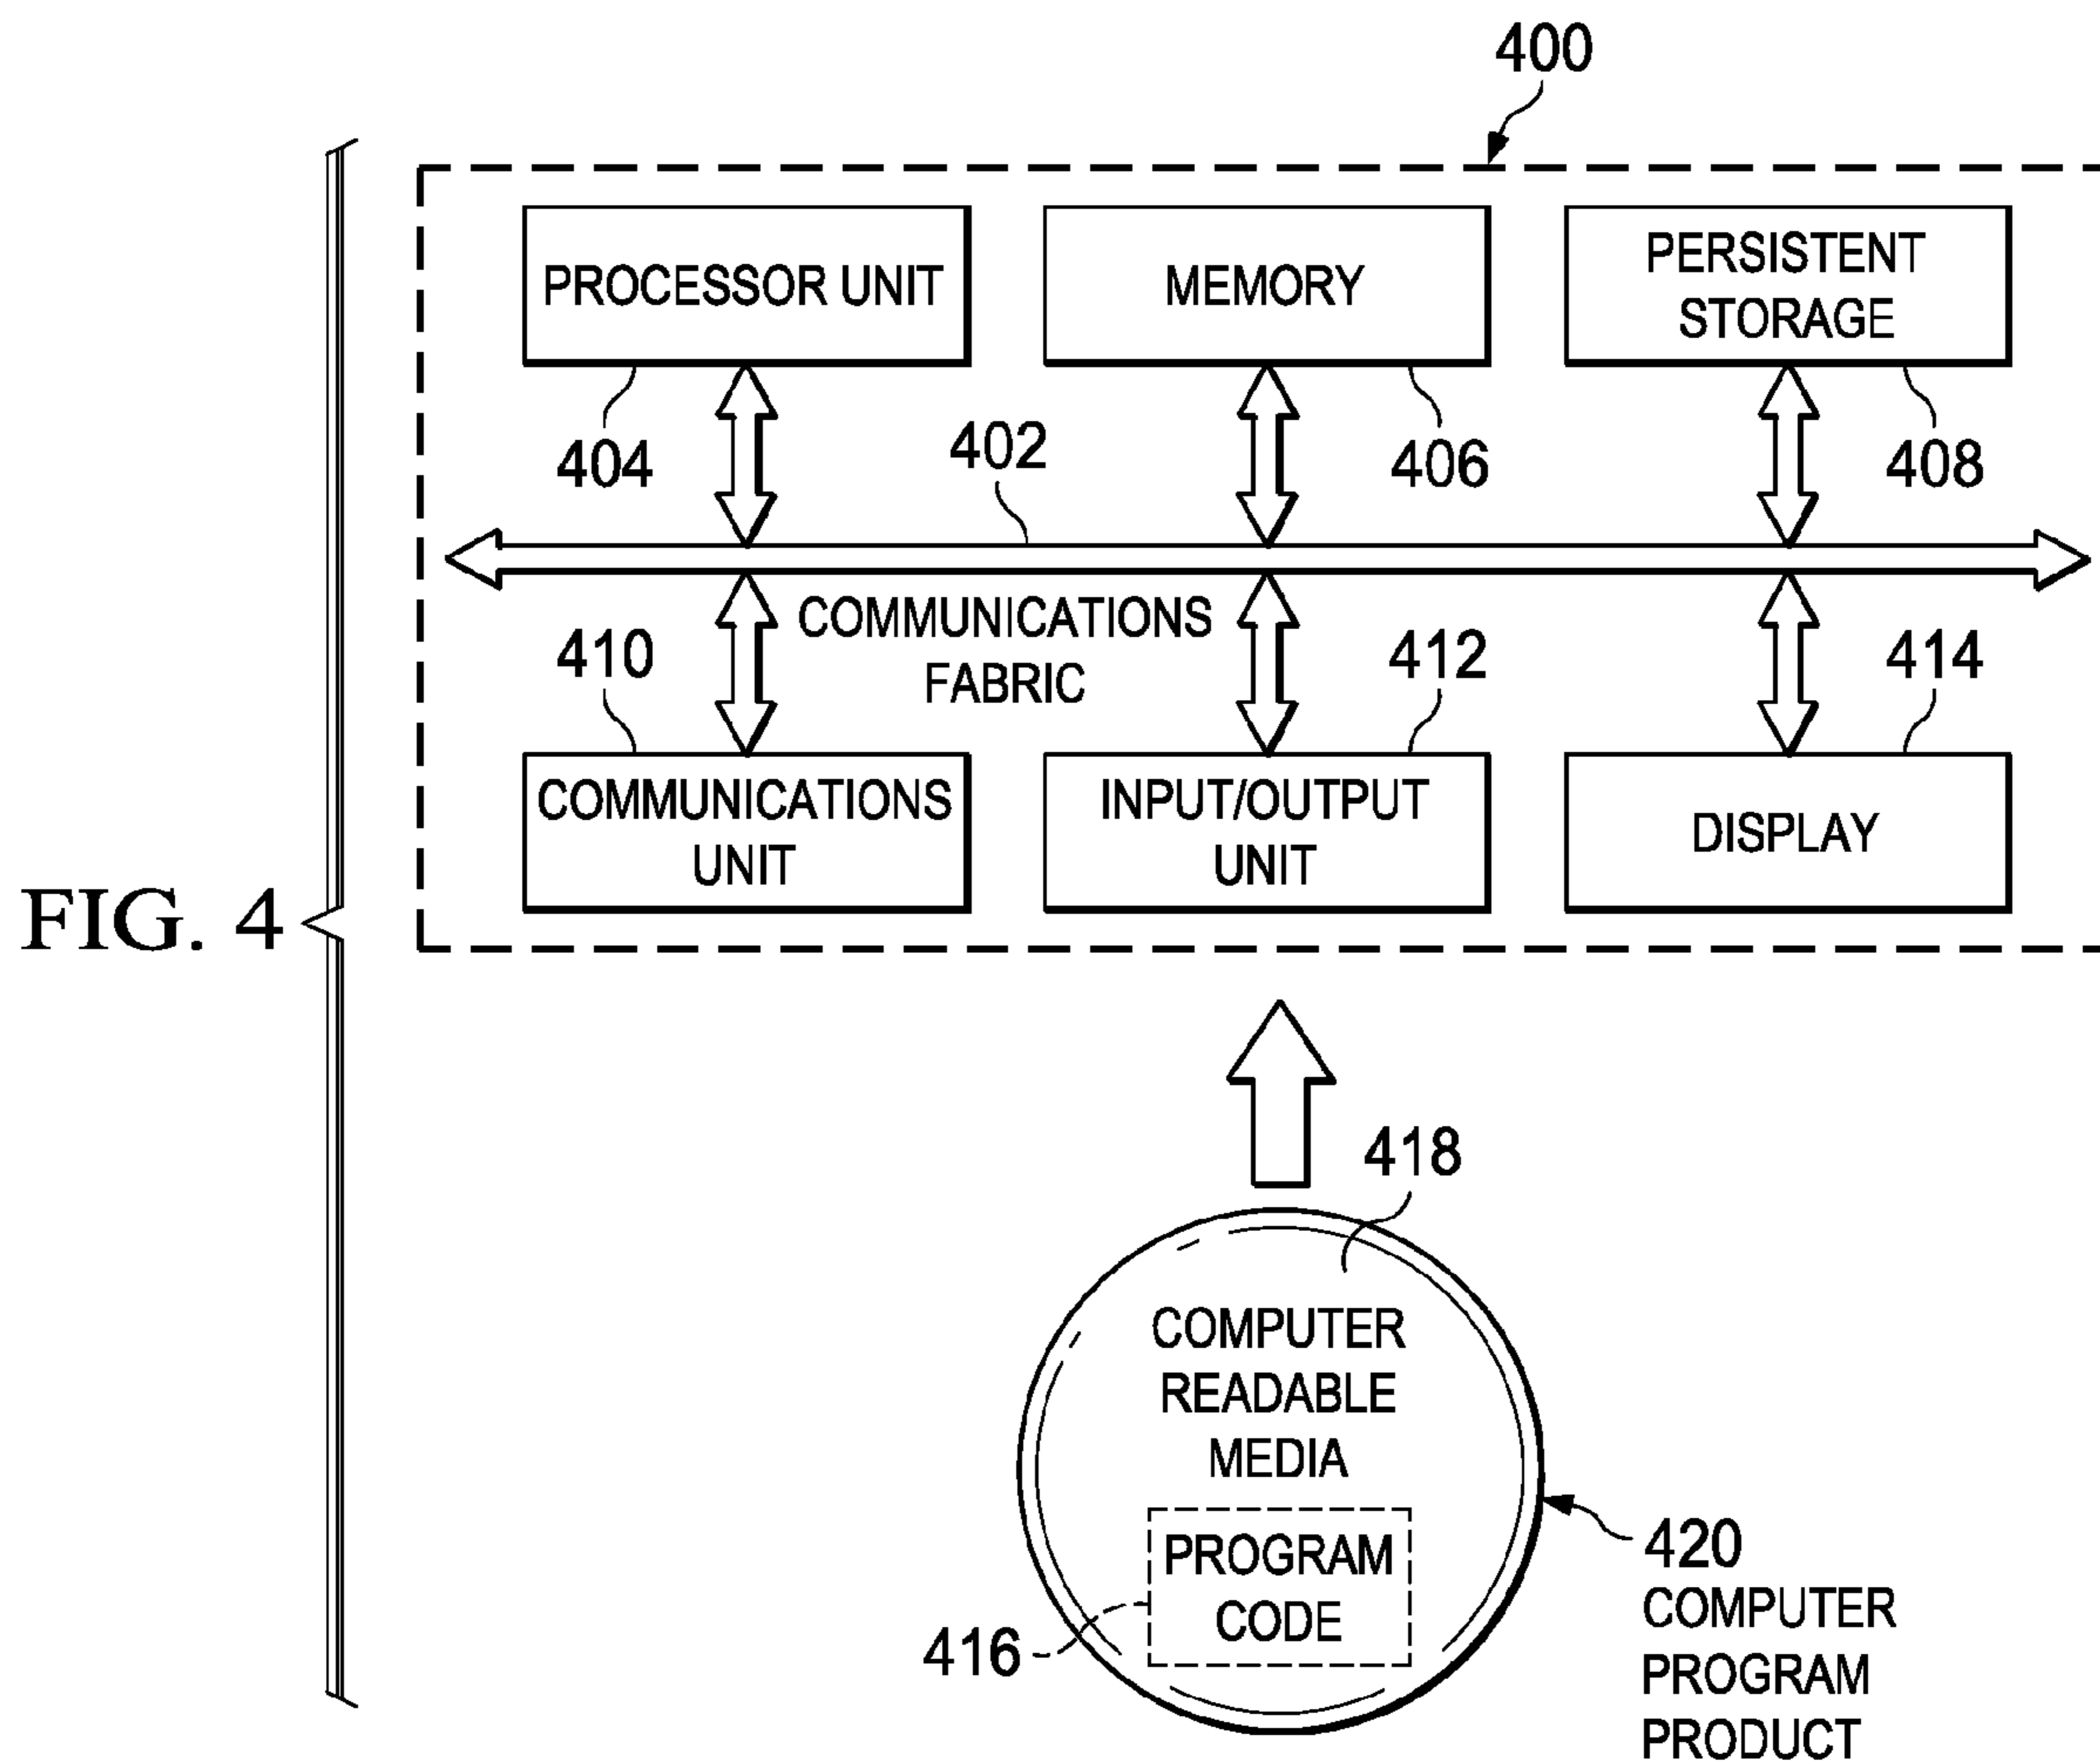 400
PROCESSOR UNIT
MEMORY
PERSISTENT
STORAGE
404
402
406
408
COMMUNICATIONS
FABRIC
410
412
414
COMMUNICATIONS
UNIT
INPUT/OUTPUT
UNIT
DISPLAY
FIG. 4
418
COMPUTER
READABLE
MEDIA
PROGRAM
CODE
416
420
COMPUTER
PROGRAM
PRODUCT